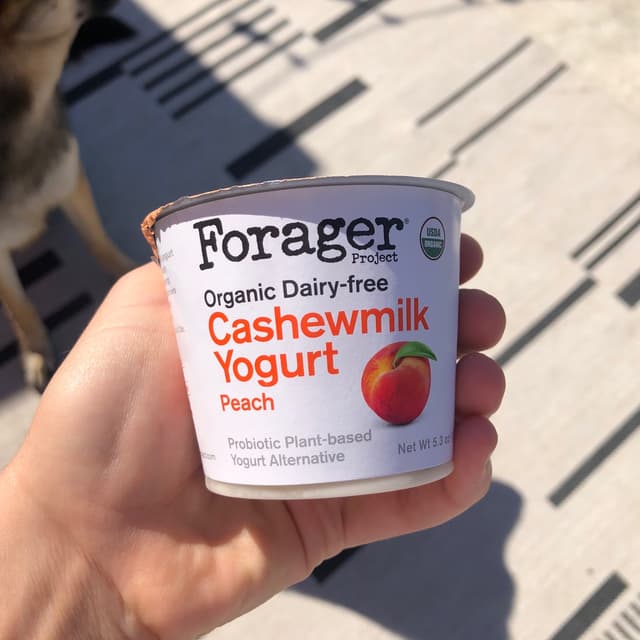 Forager
Project
USDA
ORGANIC
Organic Dairy-free
Cashewmilk
Yogurt
Peach
Probiotic Plant-based
Yogurt Alternative
Net Wt 5.3 oz